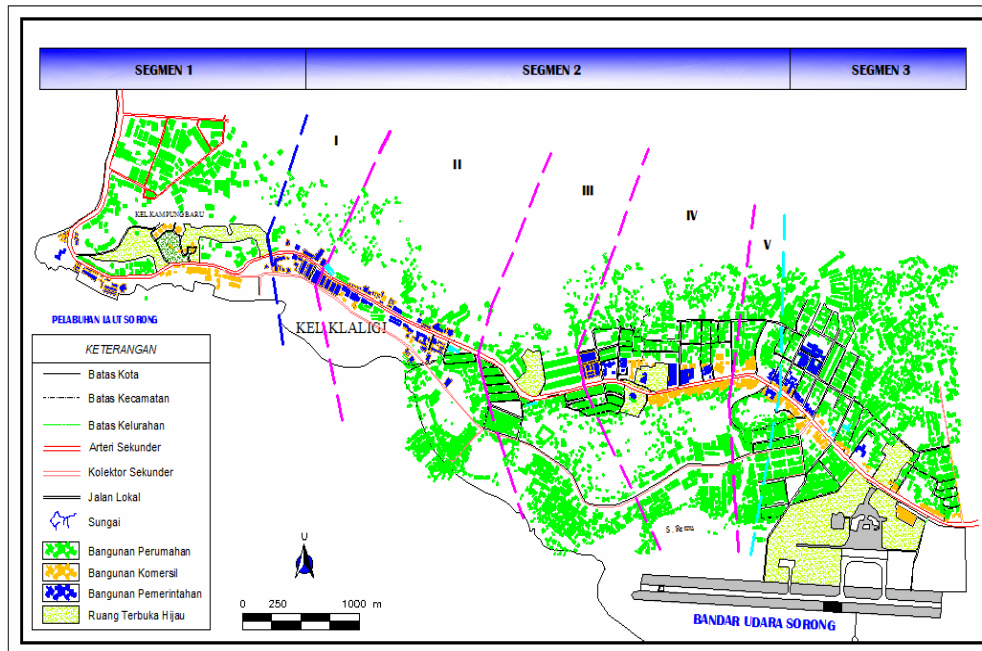 SEGMEN 1 SEGMEN 2 SEGMEN 3
I
II
III
IV
V
KEL.KAMPUNG BARU
PELABUHAN LAUT SORONG
KEL.KLALIGI
KETERANGAN
Batas Kota
Batas Kecamatan
Batas Kelurahan
Arteri Sekunder
Kolektor Sekunder
Jalan Lokal
Sungai
Bangunan Perumahan
Bangunan Komersil
Bangunan Pemerintahan
Ruang Terbuka Hijau
U
0 250 1000 m
S.
BANDAR UDARA SORONG